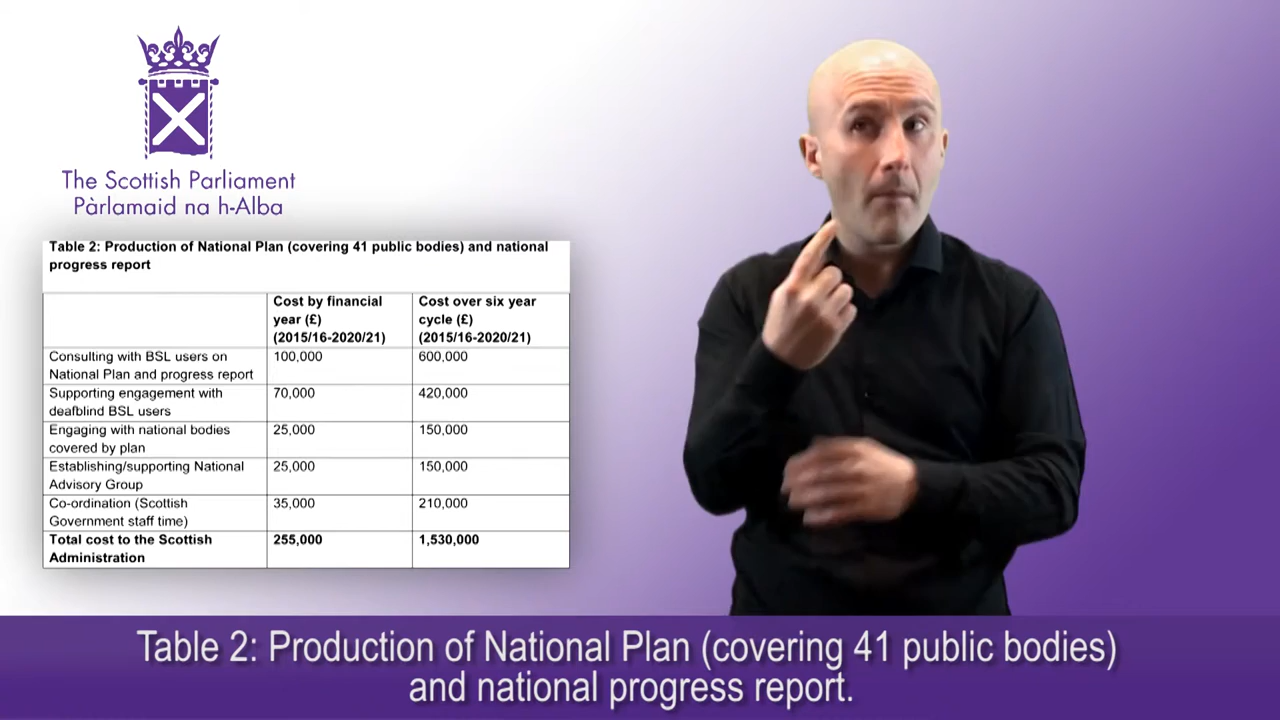 The Scottish Parliament
Pàrlamaid na h-Alba
Table 2: Production of National Plan (covering 41 public bodies) and national
progress report
Cost by financial
year (£)
(2015/16-2020/21)
Cost over six year
cycle (£)
(2015/16-2020/21)
Consulting with BSL users on
National Plan and progress report
100,000
600,000
Supporting engagement with
deafblind BSL users
70,000
420,000
Engaging with national bodies
covered by plan
25,000
150,000
Establishing/supporting National
Advisory Group
25,000
150,000
Co-ordination (Scottish
Government staff time)
35,000
210,000
Total cost to the Scottish
Administration
255,000
1,530,000
Table 2: Production of National Plan (covering 41 public bodies)
and national progress report.